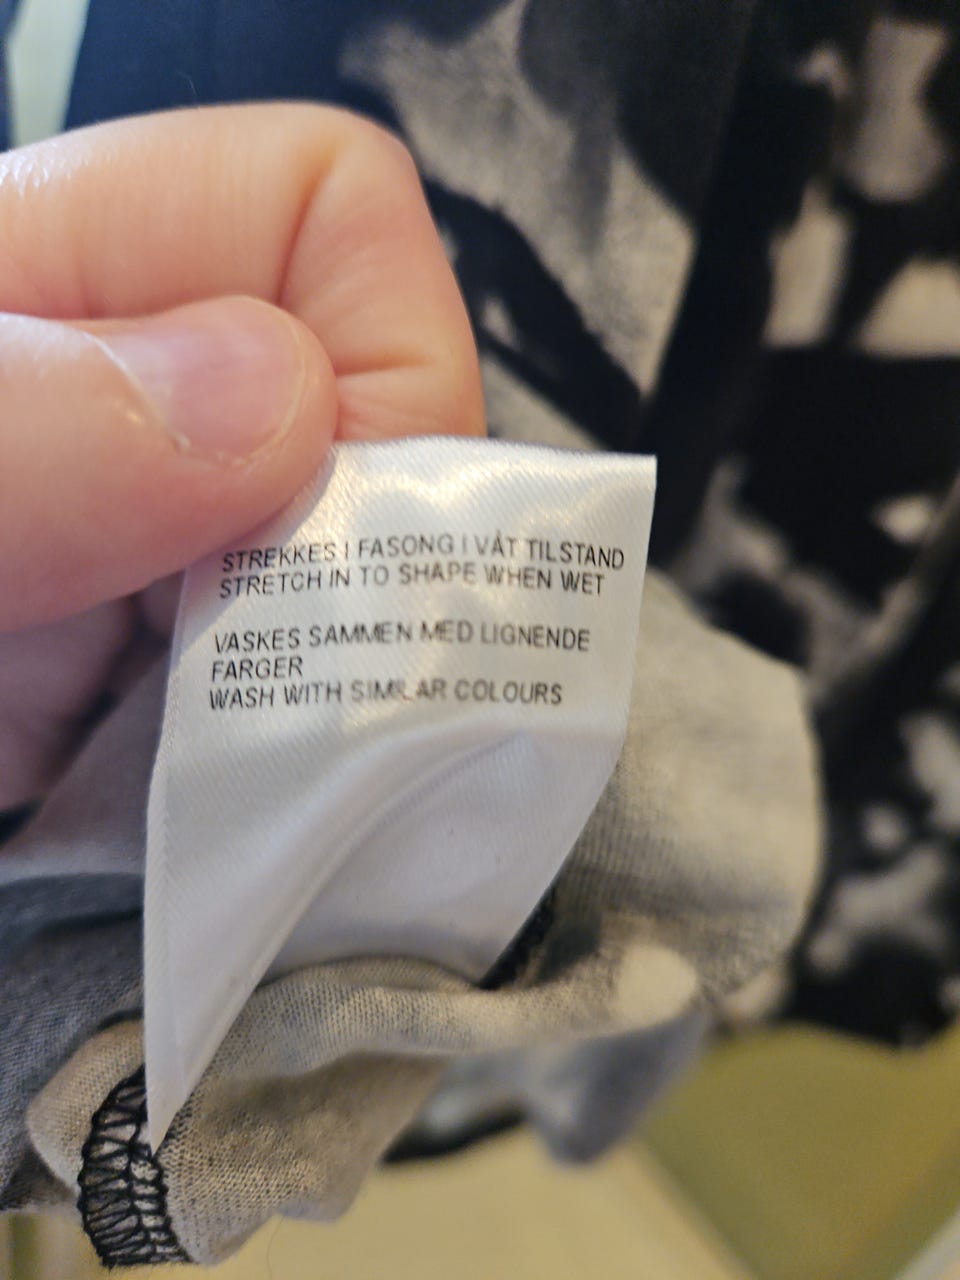 STREKKES I FASONG I VÅT TILSTAND
STRETCH IN TO SHAPE WHEN WET
VASKES SAMMEN MED LIGNENDE
FARGER
WASH WITH SIMILAR COLOURS